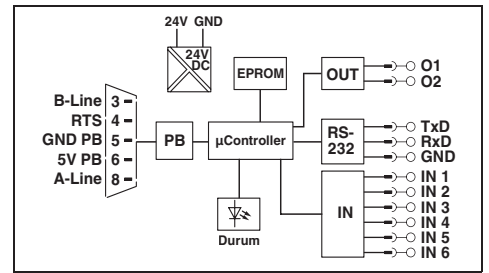 24V GND
24V
DC
EPROM
OUT
O1
O2
B-Line 3
RTS 4
GND PB 5
5V PB 6
A-Line 8
PB
µController
RS-
232
TxD
RxD
GND
IN
IN 1
IN 2
IN 3
IN 4
IN 5
IN 6
Durum